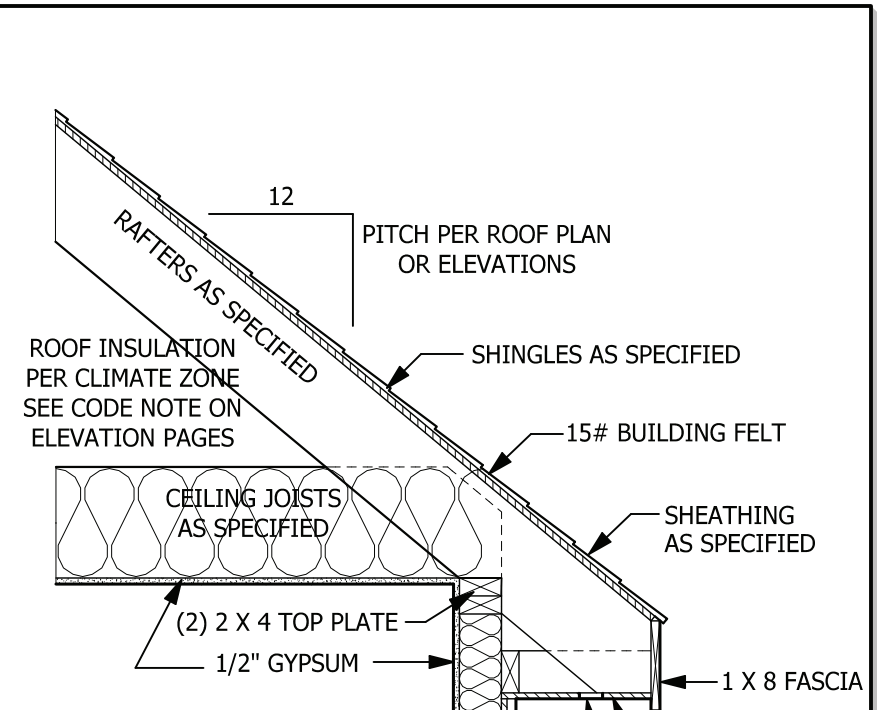 12
PITCH PER ROOF PLAN
OR ELEVATIONS
RAFTERS AS SPECIFIED
ROOF INSULATION
PER CLIMATE ZONE
SEE CODE NOTE ON
ELEVATION PAGES
SHINGLES AS SPECIFIED
15# BUILDING FELT
CEILING JOISTS
AS SPECIFIED
SHEATHING
AS SPECIFIED
(2) 2 X 4 TOP PLATE
1/2" GYPSUM
1 X 8 FASCIA